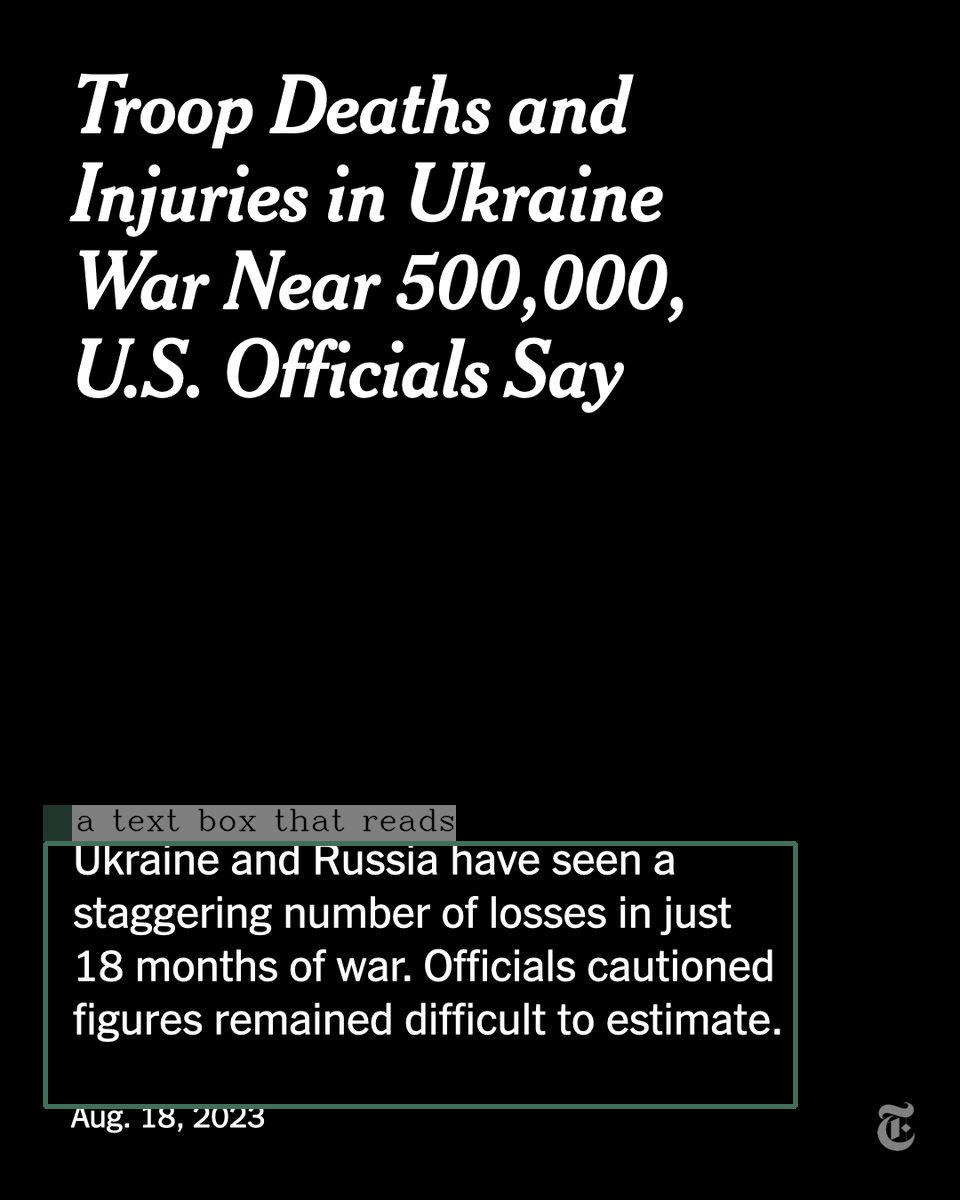 Troop Deaths and
Injuries in Ukraine
War Near 500,000,
U.S. Officials Say
a text box that reads
Ukraine and Russia have seen a
staggering number of losses in just
18 months of war. Officials cautioned
figures remained difficult to estimate.
Aug. 18, 2023
T